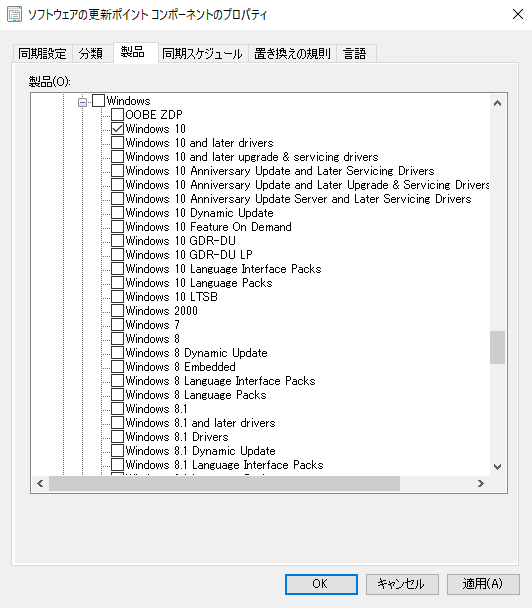 ソフトウェアの更新ポイント コンポーネントのプロパティ
同期設定 分類 製品 同期スケジュール 置き換えの規則 言語
製品(O):
Windows
OOBE ZDP
Windows 10
Windows 10 and later drivers
Windows 10 and later upgrade & servicing drivers
Windows 10 Anniversary Update and Later Servicing Drivers
Windows 10 Anniversary Update and Later Upgrade & Servicing Drivers
Windows 10 Anniversary Update Server and Later Servicing Drivers
Windows 10 Dynamic Update
Windows 10 Feature On Demand
Windows 10 GDR-DU
Windows 10 GDR-DU LP
Windows 10 Language Interface Packs
Windows 10 Language Packs
Windows 10 LTSB
Windows 2000
Windows 7
Windows 8
Windows 8 Dynamic Update
Windows 8 Embedded
Windows 8 Language Interface Packs
Windows 8 Language Packs
Windows 8.1
Windows 8.1 and later drivers
Windows 8.1 Drivers
Windows 8.1 Dynamic Update
Windows 8.1 Language Interface Packs
OK キャンセル 適用(A)